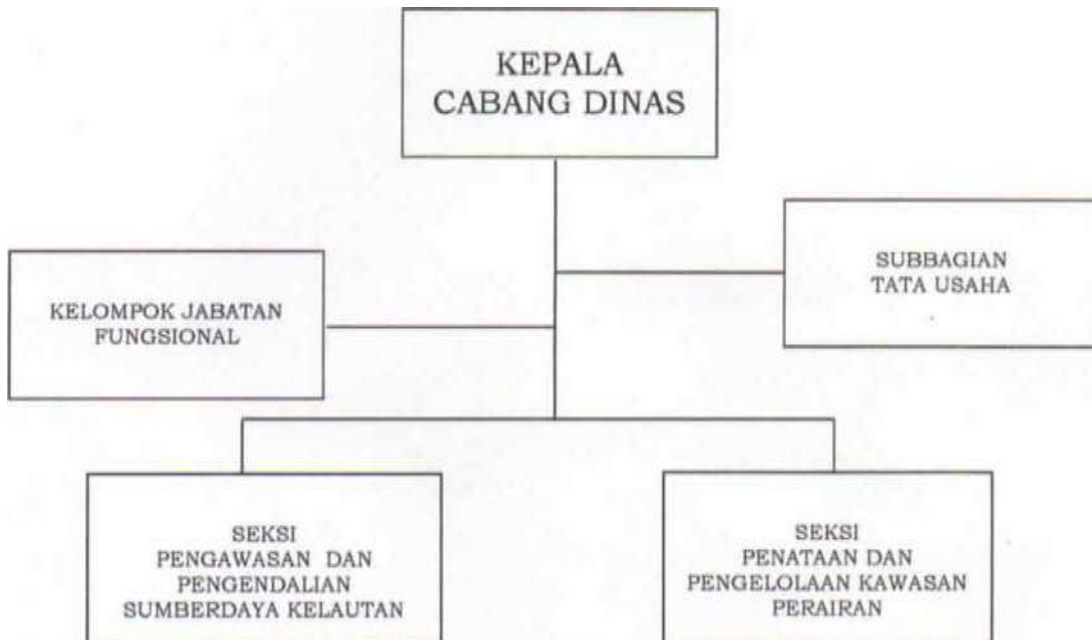 KEPALA
CABANG DINAS
SUBBAGIAN
TATA USAHA
KELOMPOK JABATAN
FUNGSIONAL
SEKSI
PENGAWASAN DAN
PENGENDALIAN
SUMBERDAYA KELAUTAN
SEKSI
PENATAAN DAN
PENGELOLAAN KAWASAN
PERAIRAN